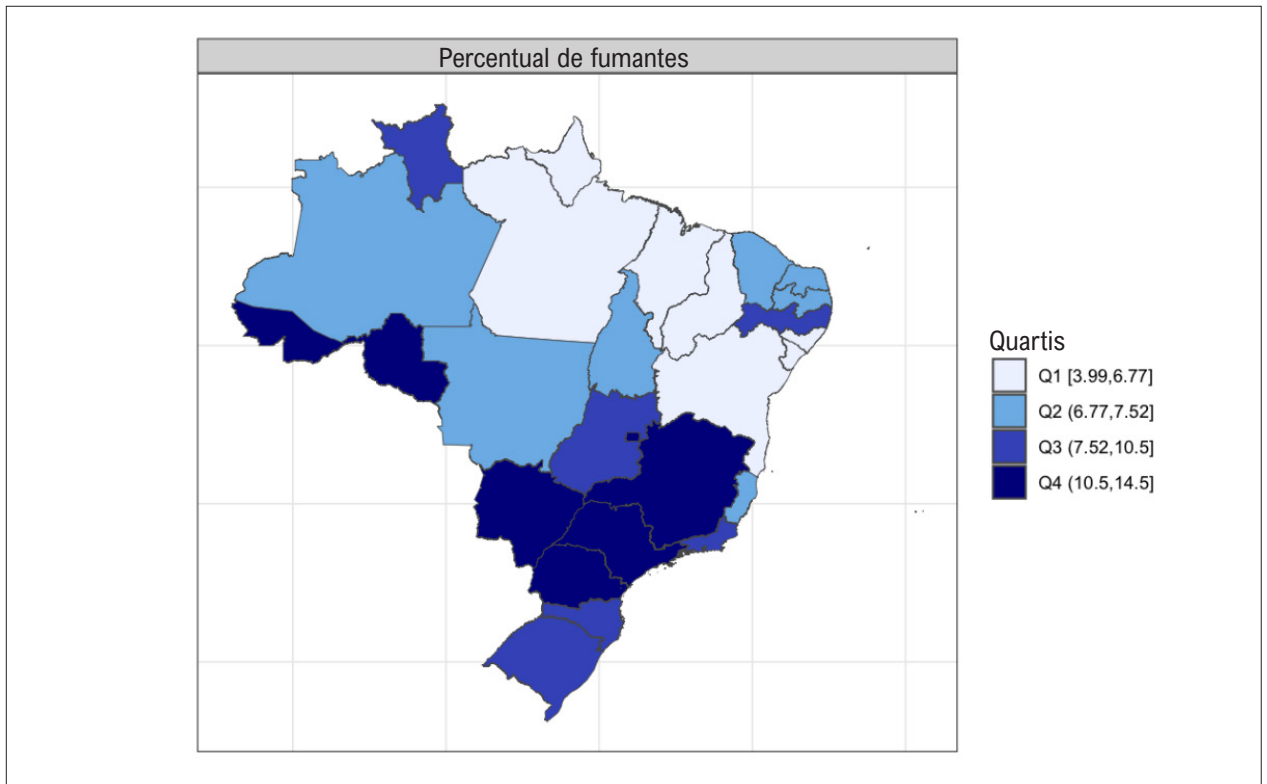 Percentual de fumantes
Quartis
Q1 [3.99,6.77]
Q2 (6.77,7.52]
Q3 (7.52,10.5]
Q4 (10.5,14.5]